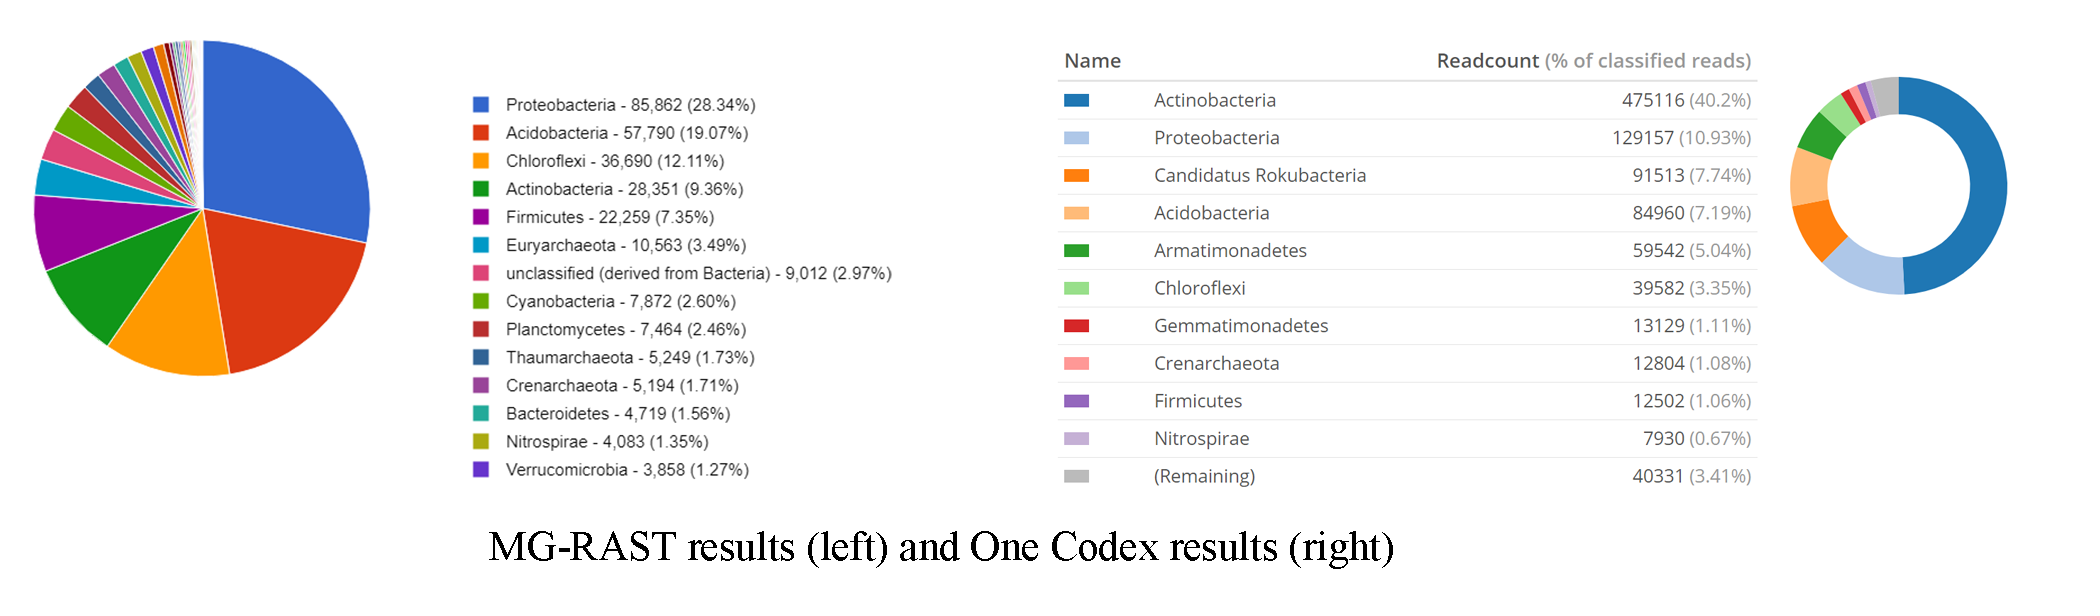 Proteobacteria - 85,862 (28.34%)
Acidobacteria - 57,790 (19.07%)
Chloroflexi - 36,690 (12.11%)
Actinobacteria - 28,351 (9.36%)
Firmicutes - 22,259 (7.35%)
Euryarchaeota - 10,563 (3.49%)
unclassified (derived from Bacteria) - 9,012 (2.97%)
Cyanobacteria - 7,872 (2.60%)
Planctomycetes - 7,464 (2.46%)
Thaumarchaeota - 5,249 (1.73%)
Crenarchaeota - 5,194 (1.71%)
Bacteroidetes - 4,719 (1.56%)
Nitrospirae - 4,083 (1.35%)
Verrucomicrobia - 3,858 (1.27%)
Name Readcount (% of classified reads)
Actinobacteria 475116 (40.2%)
Proteobacteria 129157 (10.93%)
Candidatus Rokubacteria 91513 (7.74%)
Acidobacteria 84960 (7.19%)
Armatimonadetes 59542 (5.04%)
Chloroflexi 39582 (3.35%)
Gemmatimonadetes 13129 (1.11%)
Crenarchaeota 12804 (1.08%)
Firmicutes 12502 (1.06%)
Nitrospirae 7930 (0.67%)
(Remaining) 40331 (3.41%)
MG-RAST results (left) and One Codex results (right)